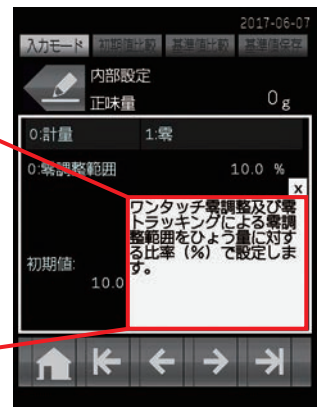 2017-06-07
入力モード 初期値比較 基準値比較 基準値保存
内部設定
正味量 0g
0:計量 1:零
0:零調整範囲 10.0 %
x
ワンタッチ零調整及び零
トラッキングによる零調
整範囲をひょう量に対す
る比率（%）で設定しま
す。
初期値:
10.0